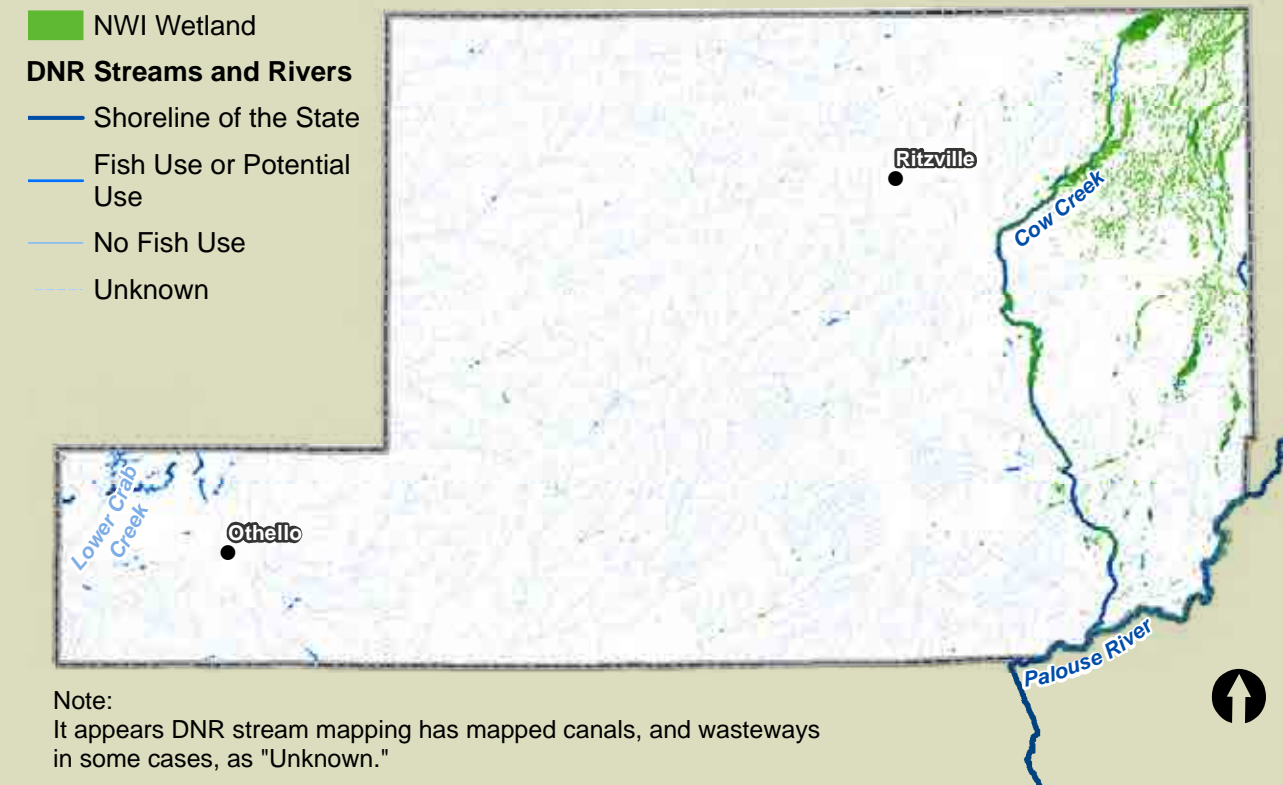 NWI Wetland
DNR Streams and Rivers
Shoreline of the State
Fish Use or Potential
Use
No Fish Use
Unknown
Ritzville
Cow Creek
Lower Crab
Creek
Othello
Palouse River
Note:
It appears DNR stream mapping has mapped canals, and wasteways
in some cases, as "Unknown."